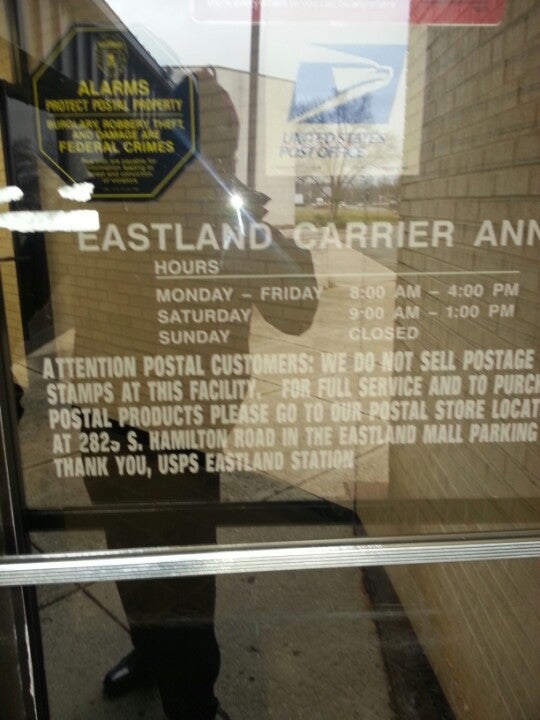 ALARMS
PROTECT POSTAL PROPERTY
BURGLARY, ROBBERY, THEFT,
AND DAMAGE ARE
FEDERAL CRIMES
UNITED STATES
POST OFFICE
EASTLAND CARRIER ANN
HOURS
MONDAY - FRIDAY 8:00 AM - 4:00 PM
SATURDAY 9:00 AM - 1:00 PM
SUNDAY CLOSED
ATTENTION POSTAL CUSTOMERS: WE DO NOT SELL POSTAGE
STAMPS AT THIS FACILITY. FOR FULL SERVICE AND TO PURCH
POSTAL PRODUCTS PLEASE GO TO OUR POSTAL STORE LOCAT
AT 2825 S. HAMILTON ROAD IN THE EASTLAND MALL PARKING
THANK YOU, USPS EASTLAND STATION